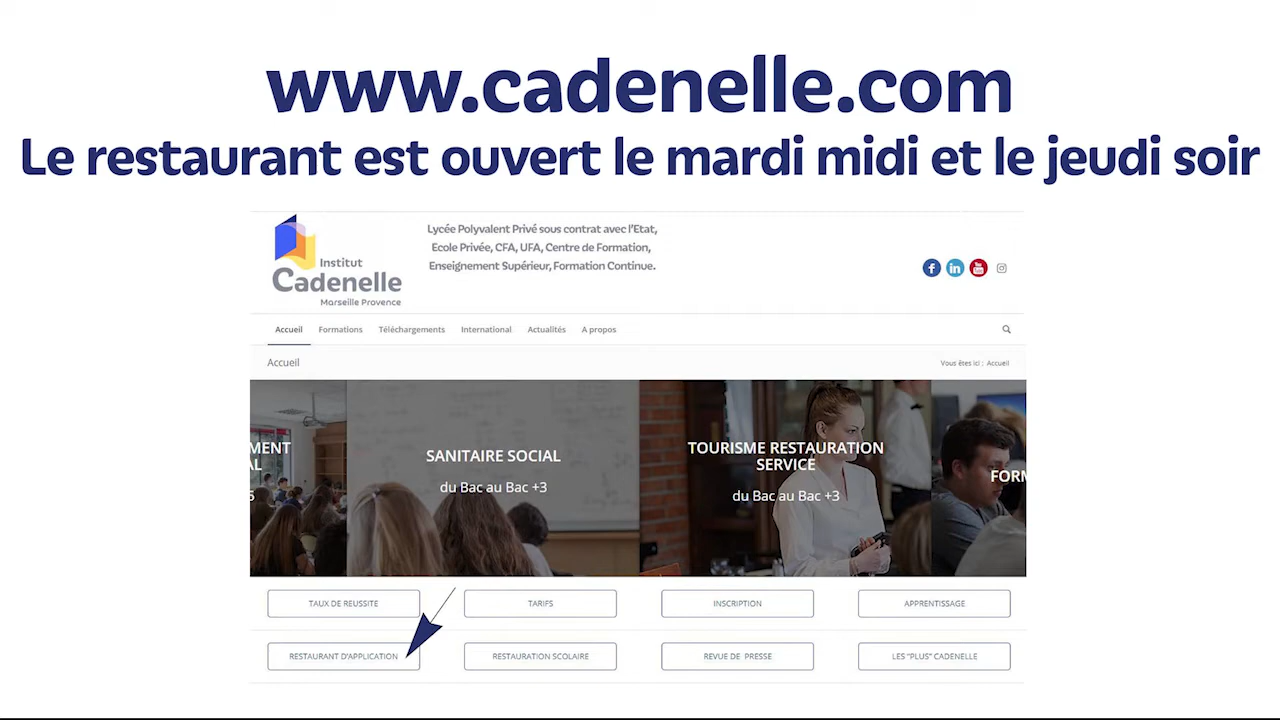 www.cadenelle.com
Le restaurant est ouvert le mardi midi et le jeudi soir
Institut
Cadenelle
Marseille Provence
Lycée Polyvalent Privé sous contrat avec l'Etat,
Ecole Privée, CFA, UFA, Centre de Formation,
Enseignement Supérieur, Formation Continue.
Accueil Formations Téléchargements International Actualités A propos
Accueil
Vous êtes ici : Accueil
MENT
AL
SANITAIRE SOCIAL
du Bac au Bac +3
TOURISME RESTAURATION
SERVICE
du Bac au Bac +3
FORM
TAUX DE REUSSITE
TARIFS
INSCRIPTION
APPRENTISSAGE
RESTAURANT D'APPLICATION
RESTAURATION SCOLAIRE
REVUE DE PRESSE
LES "PLUS" CADENELLE